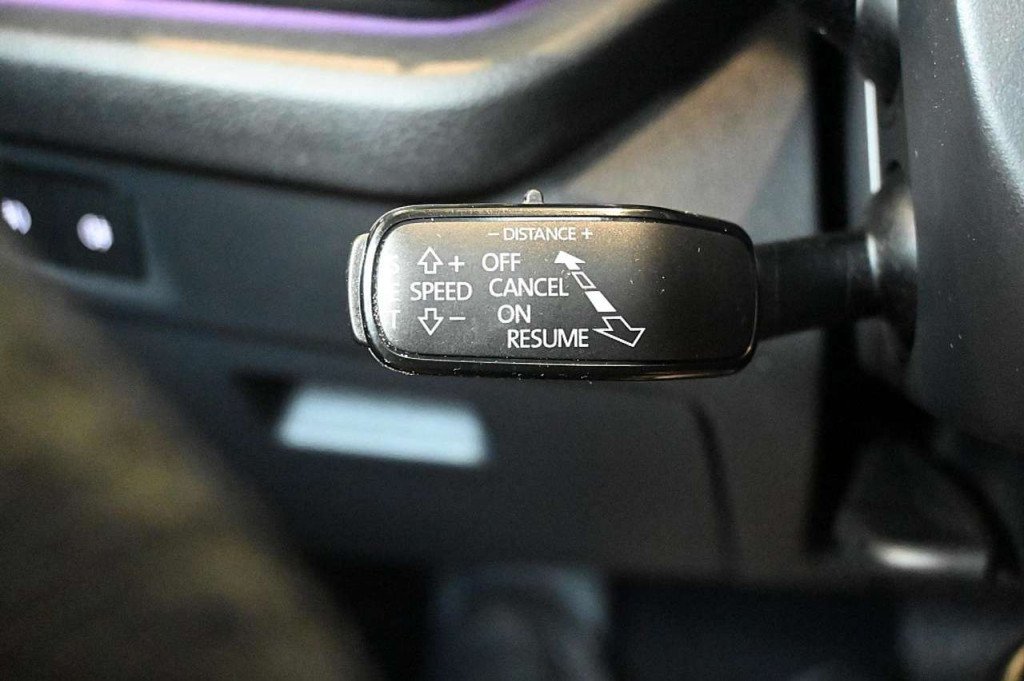 − DISTANCE +
S + OFF
E SPEED CANCEL
T − ON
RESUME